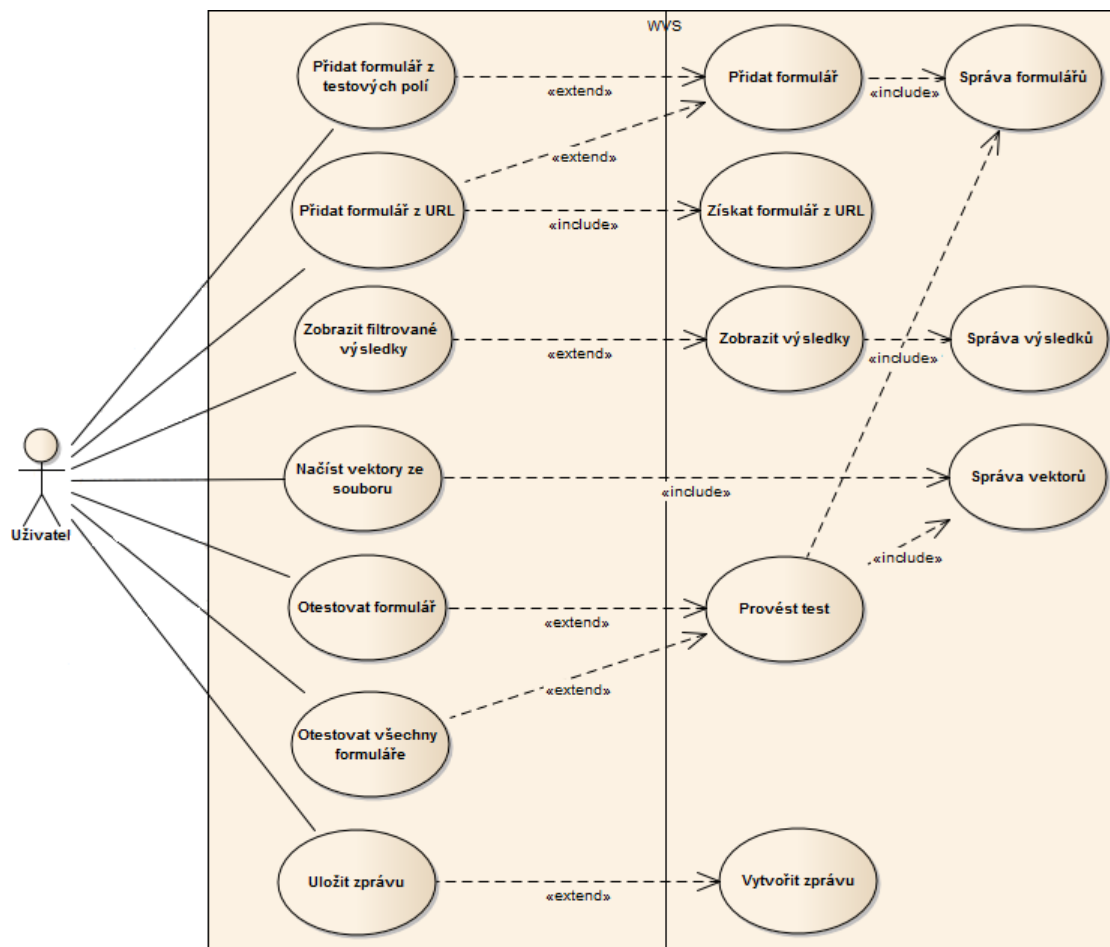 WVS
Přidat formulář z
testových polí
«extend»
Přidat formulář
«include»
Správa formulářů
«extend»
Přidat formulář z URL
«include»
Získat formulář z URL
Zobrazit filtrované
výsledky
«extend»
Zobrazit výsledky
«include»
Správa výsledků
Načíst vektory ze
souboru
«include»
Správa vektorů
Uživatel
«include»
Otestovat formulář
«extend»
Provést test
«extend»
Otestovat všechny
formuláře
Uložit zprávu
«extend»
Vytvořit zprávu